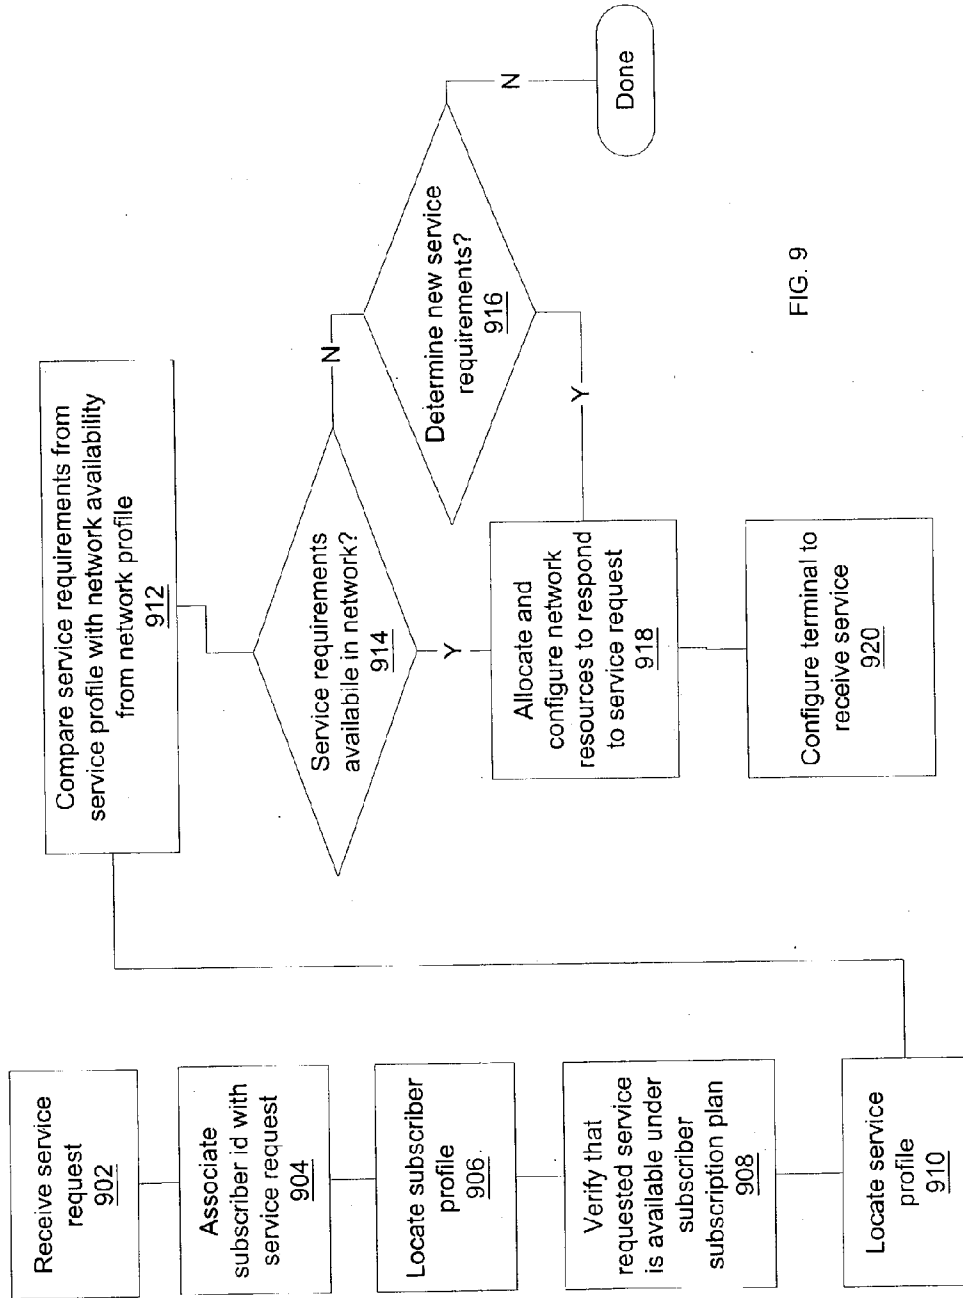 Receive service
request
902
Associate
subscriber id with
service request
904
Locate subscriber
profile
906
Verify that
requested service
is available under
subscriber
subscription plan
908
Locate service
profile
910
Compare service requirements from
service profile with network availability
from network profile
912
Service requirements
availabile in network?
914
N
Y
Determine new service
requirements?
916
N
Y
Done
Allocate and
configure network
resources to respond
to service request
918
Configure terminal to
receive service
920
FIG. 9